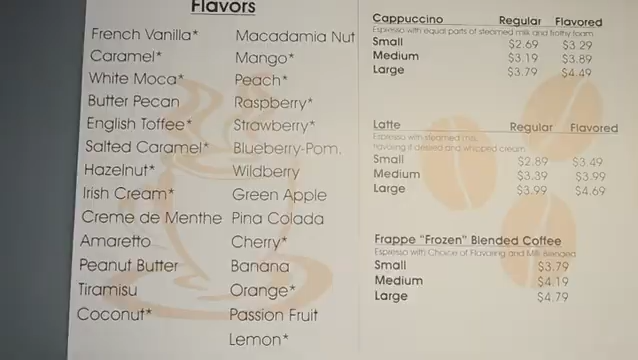 Flavors
French Vanilla*
Caramel*
White Moca*
Butter Pecan
English Toffee*
Salted Caramel*
Hazelnut*
Irish Cream*
Creme de Menthe
Amaretto
Peanut Butter
Tiramisu
Coconut*
Macadamia Nut
Mango*
Peach*
Raspberry*
Strawberry*
Blueberry-Pom.
Wildberry
Green Apple
Pina Colada
Cherry*
Banana
Orange*
Passion Fruit
Lemon*
Cappuccino Regular Flavored
Espresso with equal parts of steamed milk and frothy foam
Small $2.69 $3.29
Medium $3.19 $3.89
Large $3.79 $4.49
Latte Regular Flavored
Espresso with steamed milk,
flavoring if desired and whipped cream
Small $2.89 $3.49
Medium $3.39 $3.99
Large $3.99 $4.69
Frappe "Frozen" Blended Coffee
Espresso with Choice of Flavoring and Milk Blended
Small $3.79
Medium $4.19
Large $4.79